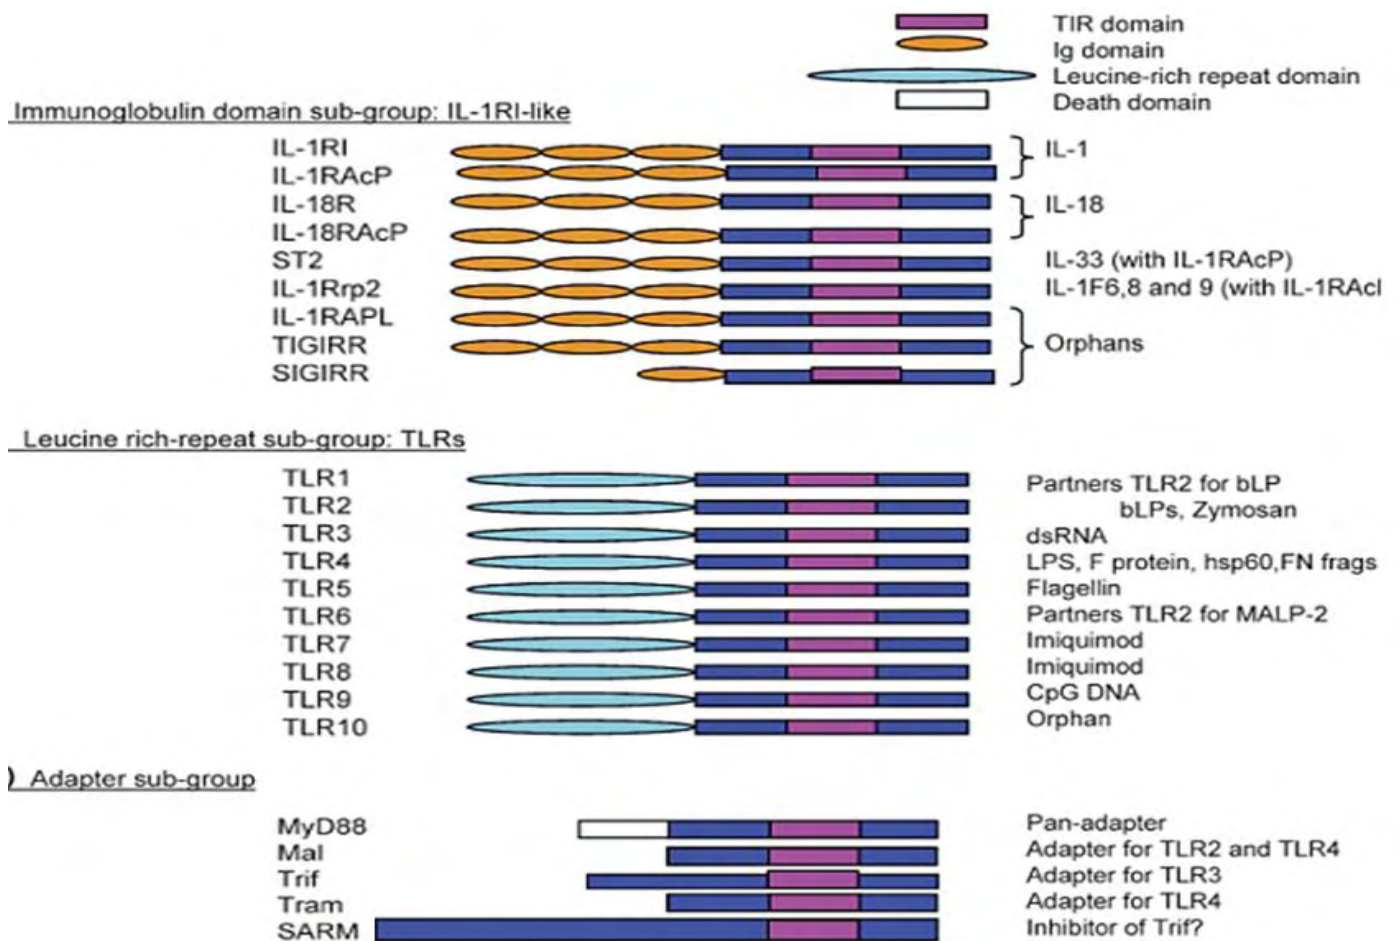 TIR domain
Ig domain
Leucine-rich repeat domain
Death domain
Immunoglobulin domain sub-group: IL-1RI-like
IL-1RI
IL-1RAcP
IL-1
IL-18R
IL-18RAcP
IL-18
ST2 IL-33 (with IL-1RAcP)
IL-1Rrp2 IL-1F6,8 and 9 (with IL-1RAcl
IL-1RAPL
TIGIRR
SIGIRR
Orphans
Leucine rich-repeat sub-group: TLRs
TLR1 Partners TLR2 for bLP
TLR2 bLPs, Zymosan
TLR3 dsRNA
TLR4 LPS, F protein, hsp60,FN frags
TLR5 Flagellin
TLR6 Partners TLR2 for MALP-2
TLR7 Imiquimod
TLR8 Imiquimod
TLR9 CpG DNA
TLR10 Orphan
) Adapter sub-group
MyD88 Pan-adapter
Mal Adapter for TLR2 and TLR4
Trif Adapter for TLR3
Tram Adapter for TLR4
SARM Inhibitor of Trif?